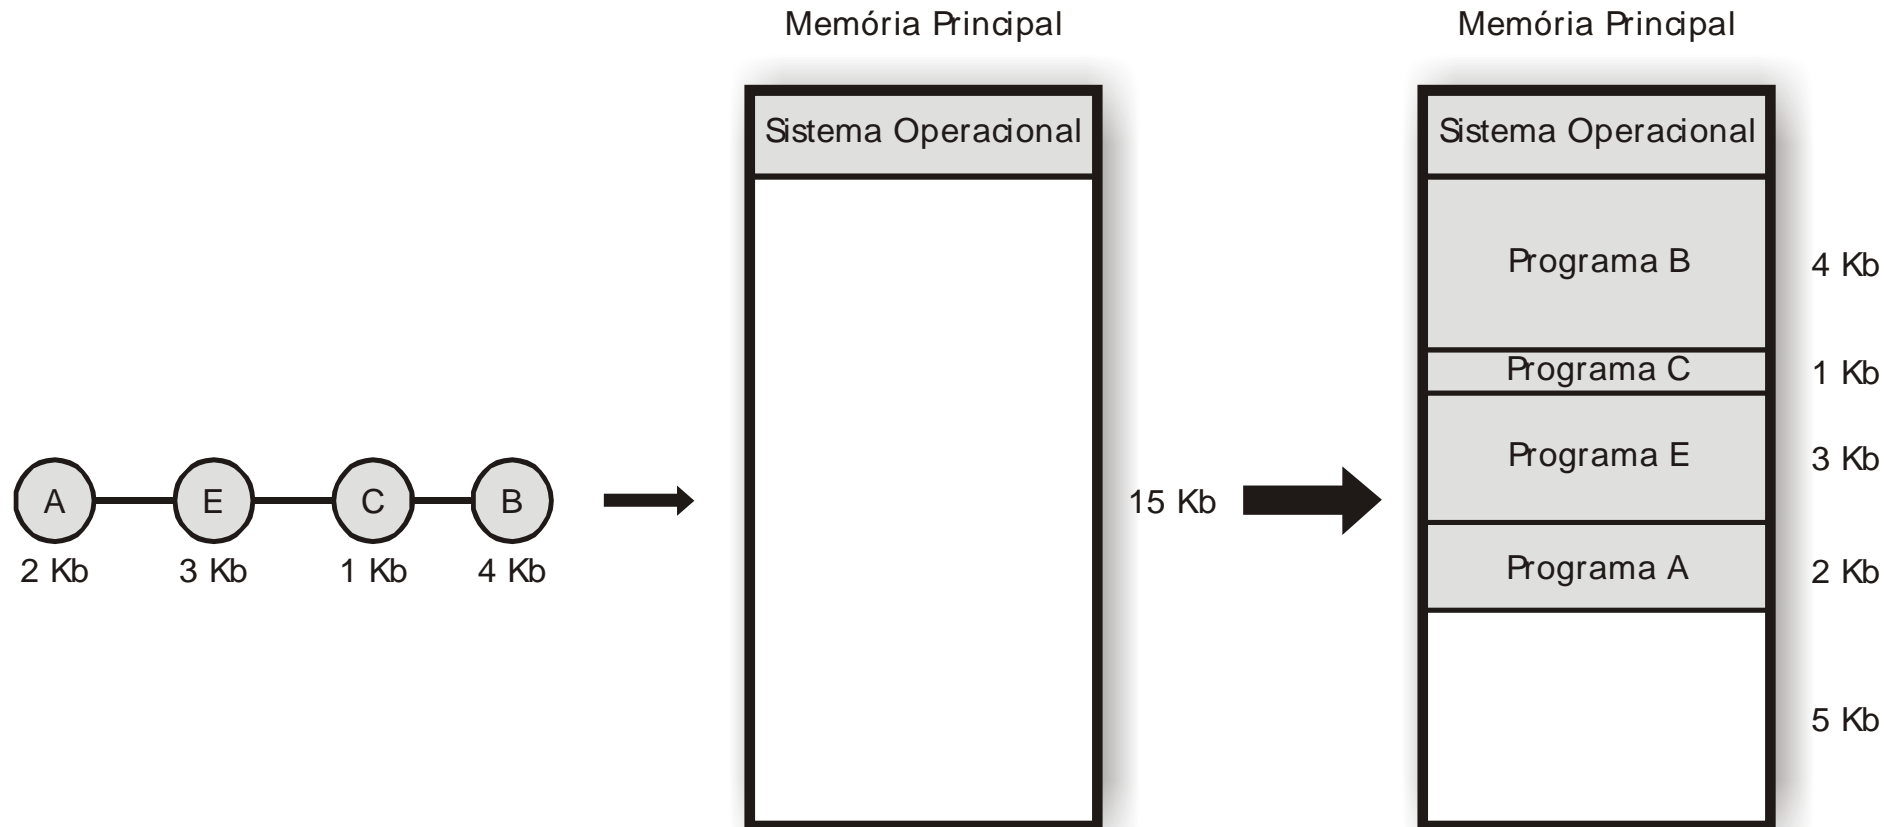 Memória Principal
Sistema Operacional
15 Kb
A
E
C
B
2 Kb
3 Kb
1 Kb
4 Kb
Memória Principal
Sistema Operacional
Programa B
4 Kb
Programa C
1 Kb
Programa E
3 Kb
Programa A
2 Kb
5 Kb